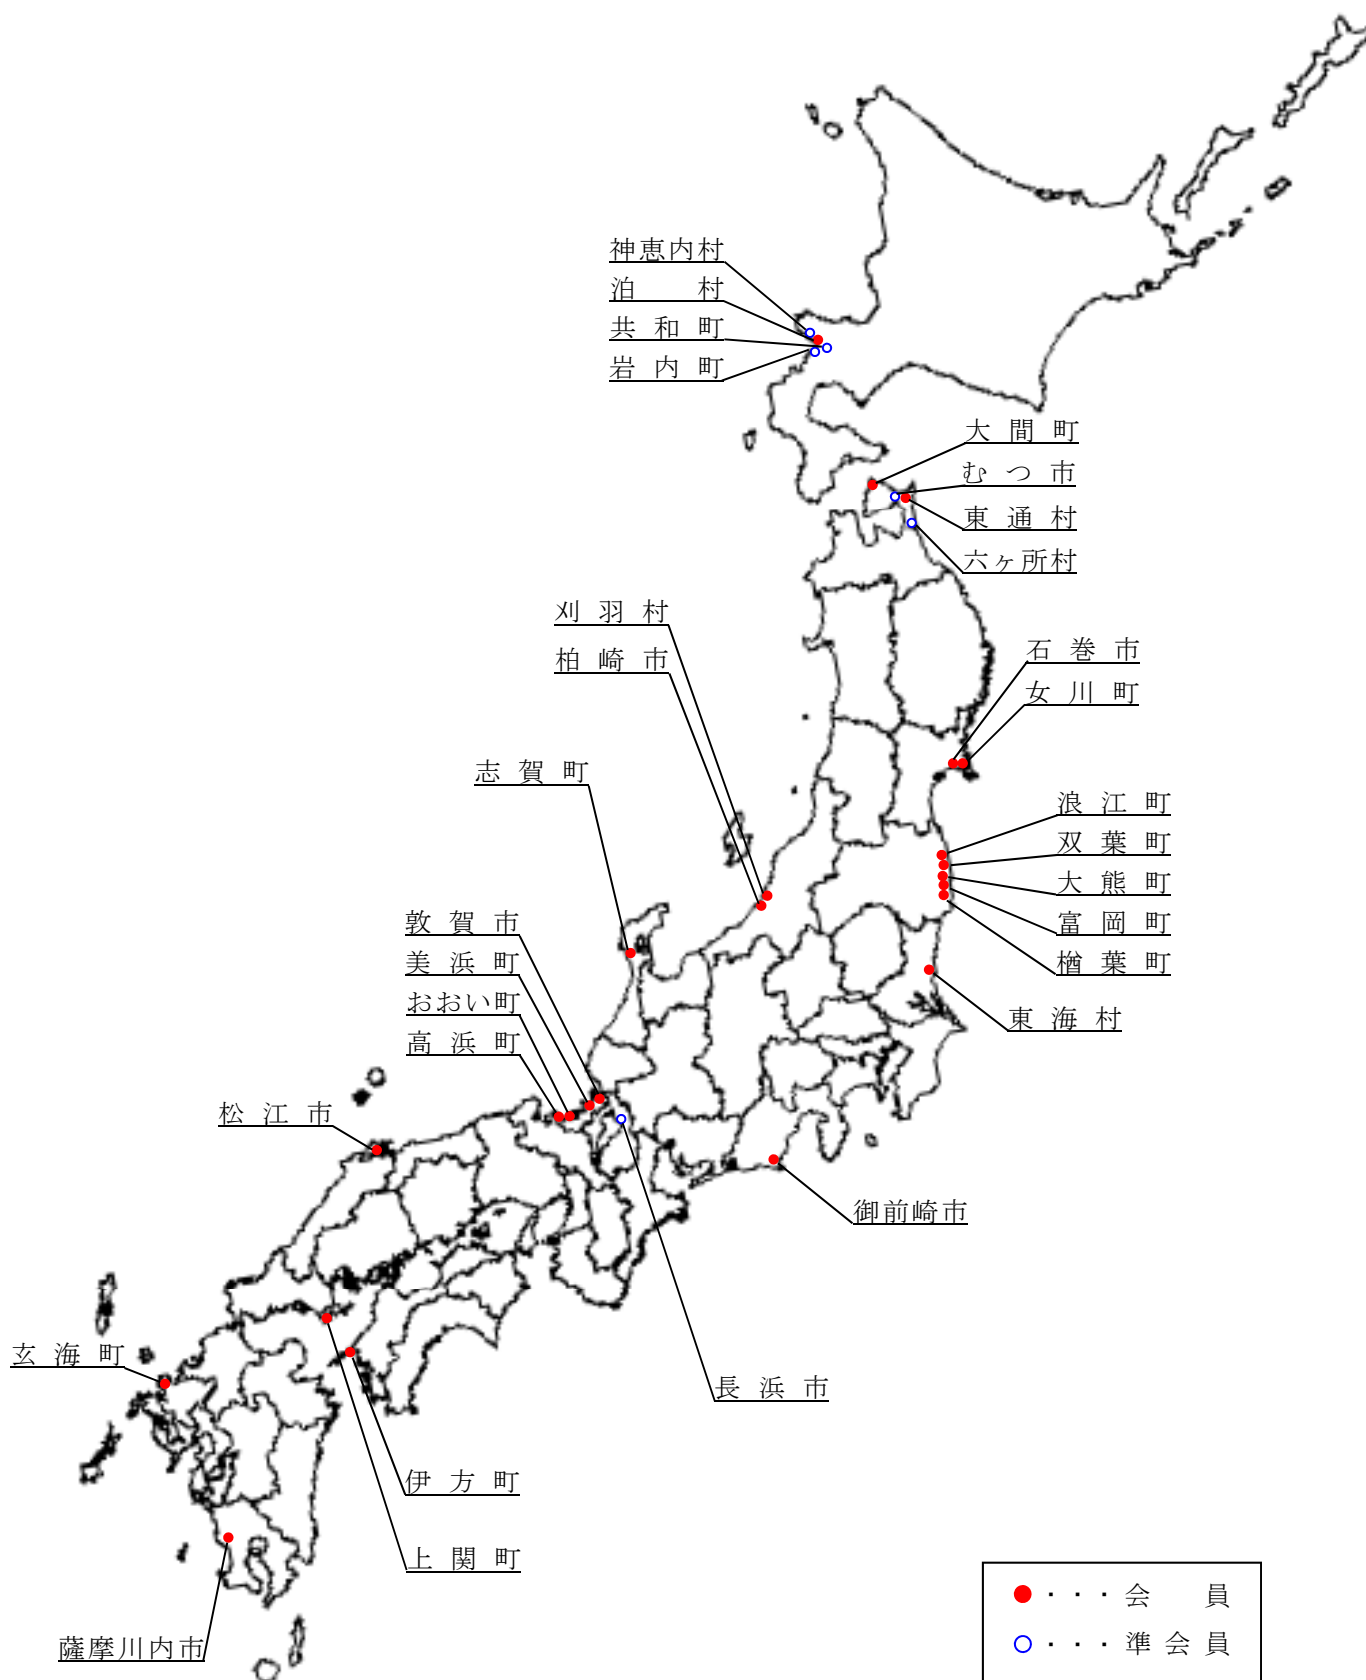 神恵内村
泊村
共和町
岩内町
大間町
むつ市
東通村
六ヶ所村
刈羽村
柏崎市
石巻市
女川町
志賀町
浪江町
双葉町
大熊町
富岡町
楢葉町
敦賀市
美浜町
おおい町
高浜町
東海村
松江市
御前崎市
玄海町
長浜市
伊方町
上関町
薩摩川内市
●・・・会員
○・・・準会員